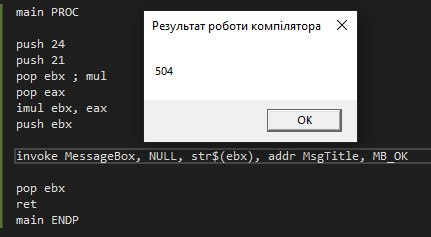 main PROC
push 24
push 21
pop ebx ; mul
pop eax
imul ebx, eax
push ebx
invoke MessageBox, NULL, str$(ebx), addr MsgTitle, MB_OK
pop ebx
ret
main ENDP
Результат роботи компілятора
504
OK